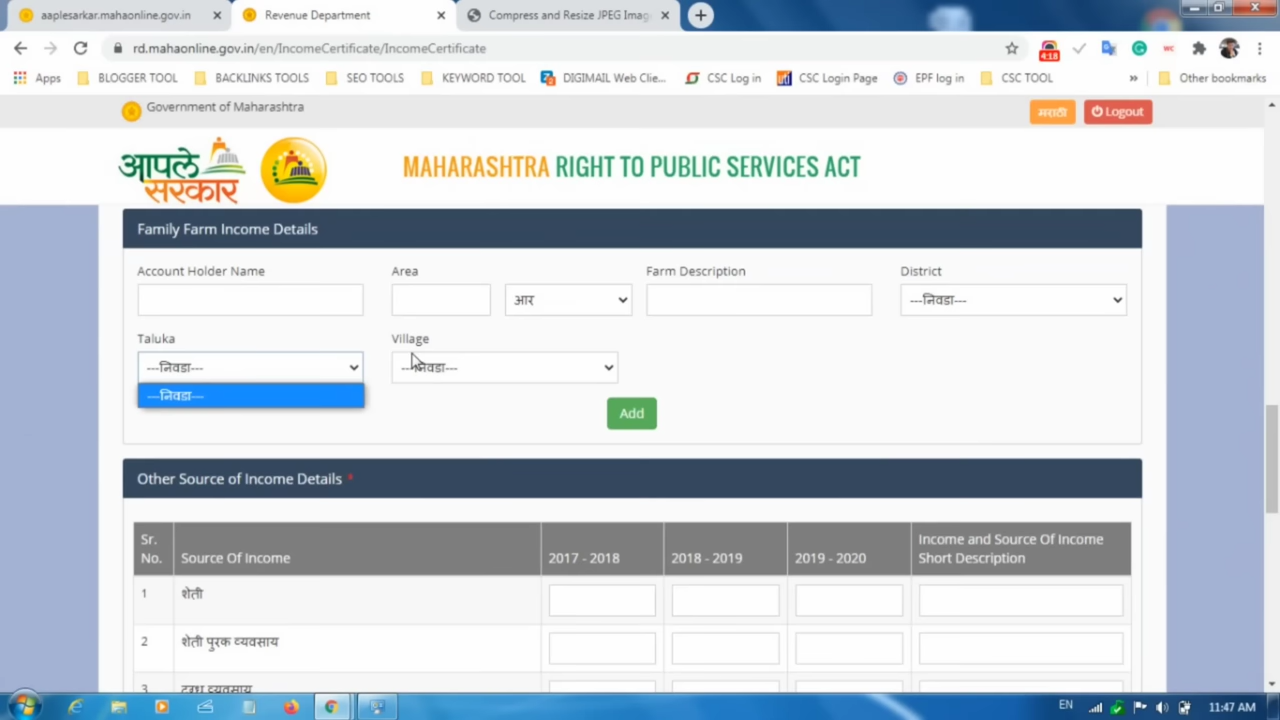 aaplesarkar.mahaonline.gov.in
Revenue Department
Compress and Resize JPEG Imag
rd.mahaonline.gov.in/en/IncomeCertificate/IncomeCertificate
4:18
WC
Apps
BLOGGER TOOL
BACKLINKS TOOLS
SEO TOOLS
KEYWORD TOOL
DIGIMAIL Web Clie...
CSC Log in
CSC Login Page
EPF log in
CSC TOOL
»
Other bookmarks
Government of Maharashtra
मराठी
Logout
आपले
सरकार
MAHARASHTRA RIGHT TO PUBLIC SERVICES ACT
Family Farm Income Details
Account Holder Name
Area
Farm Description
District
आर
---निवडा---
Taluka
Village
---निवडा---
---निवडा---
---निवडा---
Add
Other Source of Income Details *
Sr. No.
Source Of Income
2017 - 2018
2018 - 2019
2019 - 2020
Income and Source Of Income Short Description
1 शेती
2 शेती पुरक व्यवसाय
3 दुग्ध व्यवसाय
EN
11:47 AM